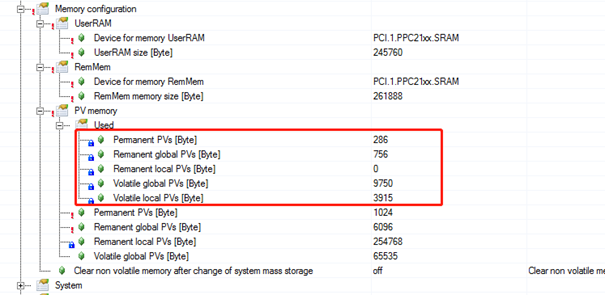 Memory configuration
UserRAM
Device for memory UserRAM PCI.1.PPC21xx.SRAM
UserRAM size [Byte] 245760
RemMem
Device for memory RemMem PCI.1.PPC21xx.SRAM
RemMem memory size [Byte] 261888
PV memory
Used
Permanent PVs [Byte] 286
Remanent global PVs [Byte] 756
Remanent local PVs [Byte] 0
Volatile global PVs [Byte] 9750
Volatile local PVs [Byte] 3915
Permanent PVs [Byte] 1024
Remanent global PVs [Byte] 6096
Remanent local PVs [Byte] 254768
Volatile global PVs [Byte] 65535
Clear non volatile memory after change of system mass storage off Clear non volatile me
System